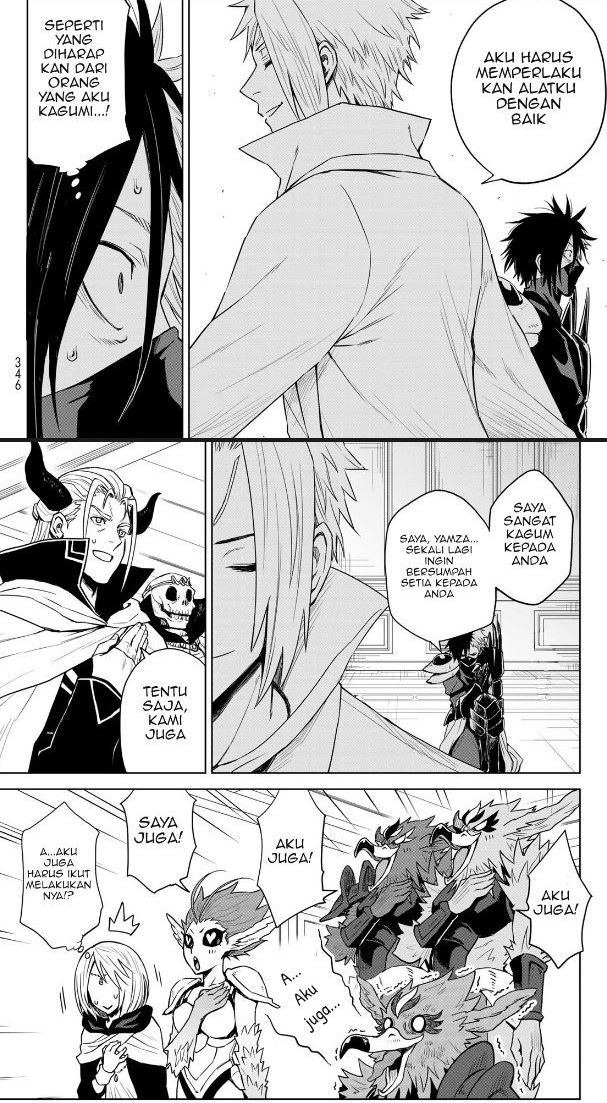 AKU HARUS
MEMPERLAKU
KAN ALATKU
DENGAN
BAIK
SEPERTI
YANG
DIHARAP
KAN DARI
ORANG
YANG AKU
KAGUMI...!
346
SAYA
SANGAT
KAGUM
KEPADA
ANDA
SAYA, YAMZA...
SEKALI LAGI
INGIN
BERSUMPAH
SETIA KEPADA
ANDA
TENTU
SAJA,
KAMI
JUGA
AKU
JUGA!
AKU
JUGA!
SAYA
JUGA!
A...AKU
JUGA
HARUS IKUT
MELAKUKAN
NYA!?
A...
Aku
juga...